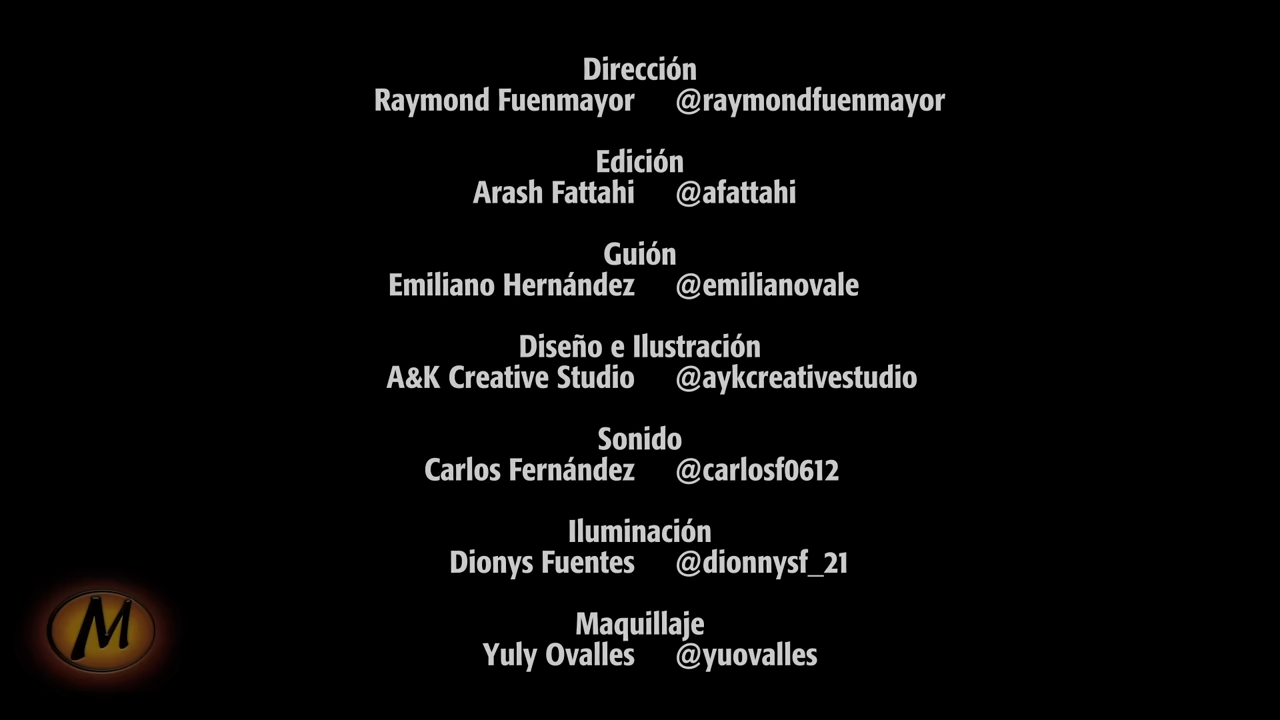 Dirección
Raymond Fuenmayor @raymondfuenmayor
Edición
Arash Fattahi @afattahi
Guión
Emiliano Hernández @emilianovale
Diseño e Ilustración
A&K Creative Studio @aykcreativestudio
Sonido
Carlos Fernández @carlosf0612
Iluminación
Dionys Fuentes @dionnysf_21
Maquillaje
Yuly Ovalles @yuovalles
M